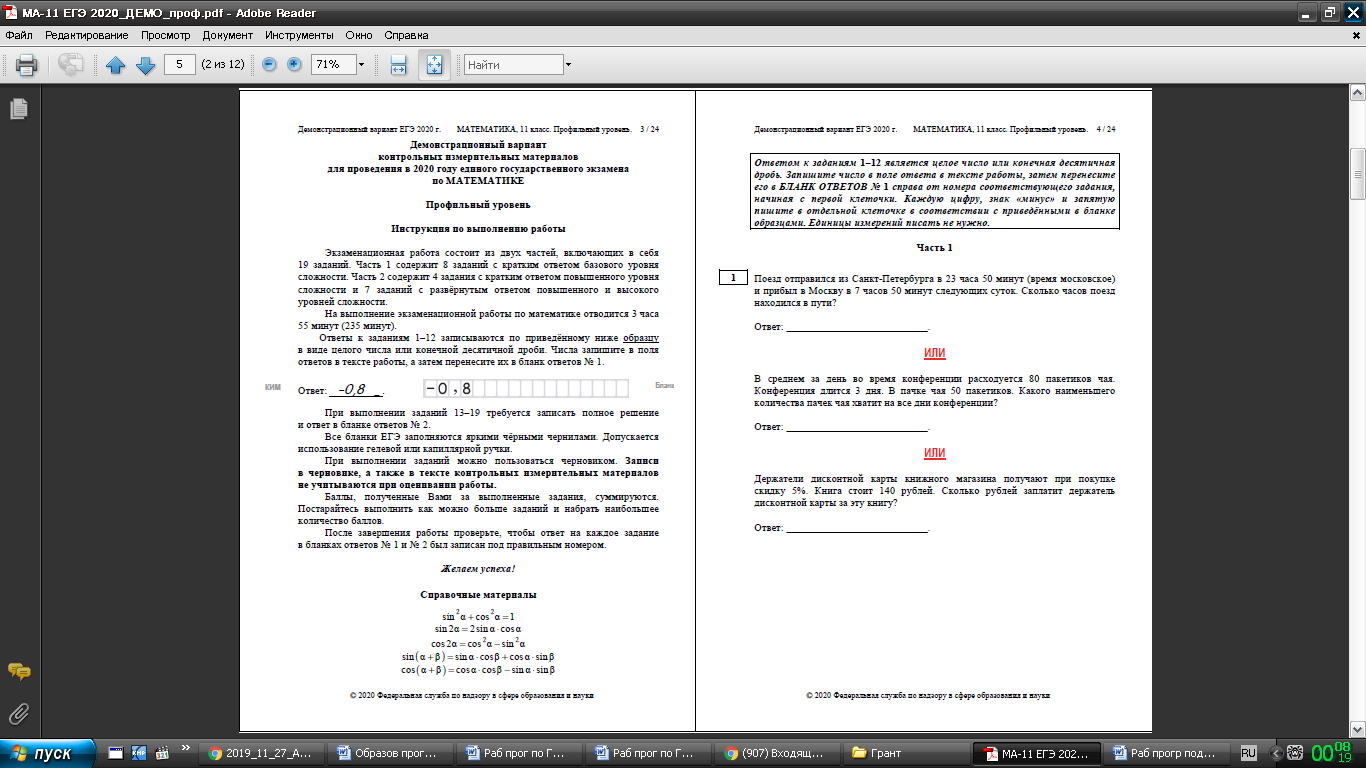 МА-11 ЕГЭ 2020_ДЕМО_проф.pdf - Adobe Reader
Файл Редактирование Просмотр Документ Инструменты Окно Справка
5 (2 из 12) 71% Найти
Демонстрационный вариант ЕГЭ 2020 г. МАТЕМАТИКА, 11 класс. Профильный уровень. 3 / 24
Демонстрационный вариант
контрольных измерительных материалов
для проведения в 2020 году единого государственного экзамена
по МАТЕМАТИКЕ
Профильный уровень
Инструкция по выполнению работы
Экзаменационная работа состоит из двух частей, включающих в себя
19 заданий. Часть 1 содержит 8 заданий с кратким ответом базового уровня
сложности. Часть 2 содержит 4 задания с кратким ответом повышенного уровня
сложности и 7 заданий с развёрнутым ответом повышенного и высокого
уровней сложности.
На выполнение экзаменационной работы по математике отводится 3 часа
55 минут (235 минут).
Ответы к заданиям 1–12 записываются по приведённому ниже образцу
в виде целого числа или конечной десятичной дроби. Числа запишите в поля
ответов в тексте работы, а затем перенесите их в бланк ответов № 1.
КИМ Ответ: –0,8 _. –0,8 Бланк
При выполнении заданий 13–19 требуется записать полное решение
и ответ в бланке ответов № 2.
Все бланки ЕГЭ заполняются яркими чёрными чернилами. Допускается
использование гелевой или капиллярной ручки.
При выполнении заданий можно пользоваться черновиком. Записи
в черновике, а также в тексте контрольных измерительных материалов
не учитываются при оценивании работы.
Баллы, полученные Вами за выполненные задания, суммируются.
Постарайтесь выполнить как можно больше заданий и набрать наибольшее
количество баллов.
После завершения работы проверьте, чтобы ответ на каждое задание
в бланках ответов № 1 и № 2 был записан под правильным номером.
Желаем успеха!
Справочные материалы
sin²α + cos²α = 1
sin 2α = 2 sin α · cos α
cos 2α = cos²α – sin²α
sin(α + β) = sin α · cos β + cos α · sin β
cos(α + β) = cos α · cos β – sin α · sin β
© 2020 Федеральная служба по надзору в сфере образования и науки
Демонстрационный вариант ЕГЭ 2020 г. МАТЕМАТИКА, 11 класс. Профильный уровень. 4 / 24
Ответом к заданиям 1–12 является целое число или конечная десятичная
дробь. Запишите число в поле ответа в тексте работы, затем перенесите
его в БЛАНК ОТВЕТОВ № 1 справа от номера соответствующего задания,
начиная с первой клеточки. Каждую цифру, знак «минус» и запятую
пишите в отдельной клеточке в соответствии с приведёнными в бланке
образцами. Единицы измерений писать не нужно.
Часть 1
1 Поезд отправился из Санкт-Петербурга в 23 часа 50 минут (время московское)
и прибыл в Москву в 7 часов 50 минут следующих суток. Сколько часов поезд
находился в пути?
Ответ: ___________________________.
ИЛИ
В среднем за день во время конференции расходуется 80 пакетиков чая.
Конференция длится 3 дня. В пачке чая 50 пакетиков. Какого наименьшего
количества пачек чая хватит на все дни конференции?
Ответ: ___________________________.
ИЛИ
Держатели дисконтной карты книжного магазина получают при покупке
скидку 5%. Книга стоит 140 рублей. Сколько рублей заплатит держатель
дисконтной карты за эту книгу?
Ответ: ___________________________.
© 2020 Федеральная служба по надзору в сфере образования и науки
пуск » 2019_11_27_A... Образов прог... Раб прог по Г... Раб прог по Г... (907) Входящ... Грант МА-11 ЕГЭ 202... Раб прогр под... RU 00 08 19